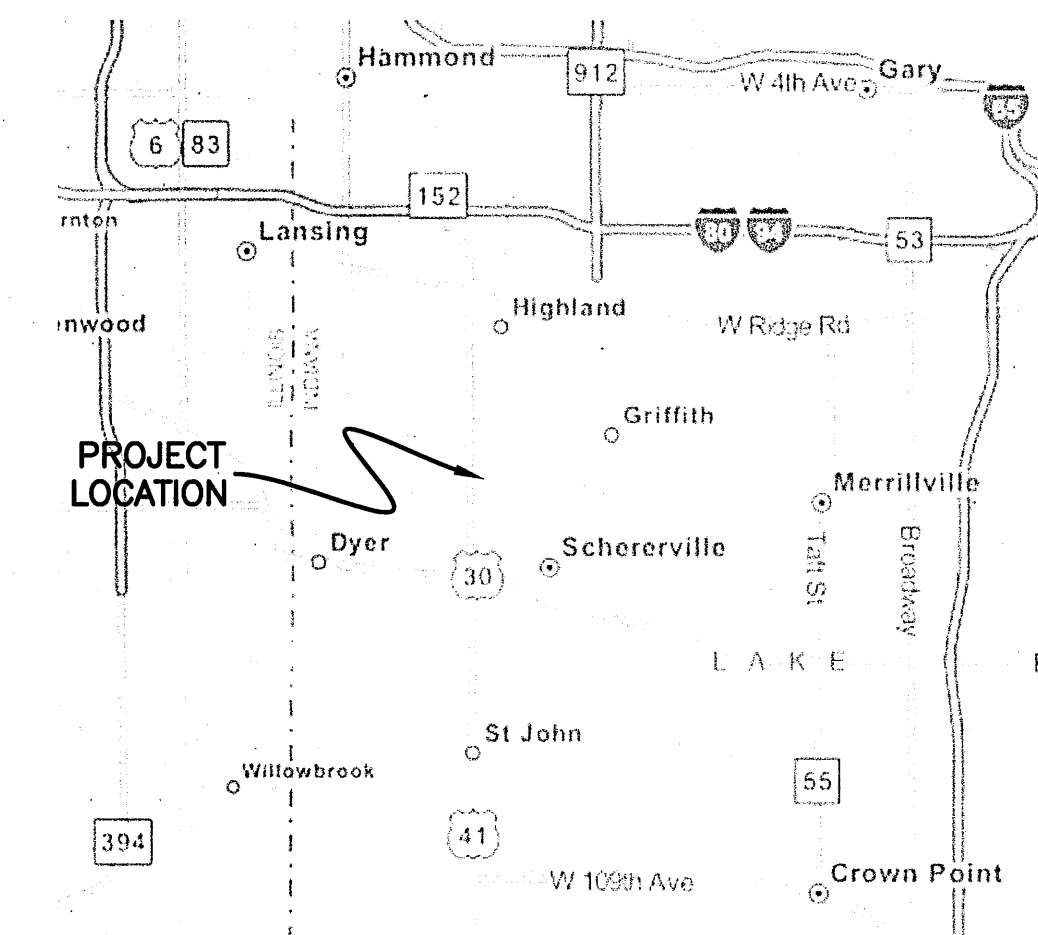 Hammond
912
W 4th Ave
Gary
6
83
152
rnton
Lansing
80
94
53
Highland
nwood
W Ridge Rd
ILLINOIS
INDIANA
Griffith
PROJECT
LOCATION
Merrillville
Dyer
Schererville
30
Taft St
Broadway
LAKE
St John
Willowbrook
55
394
41
W 109th Ave
Crown Point